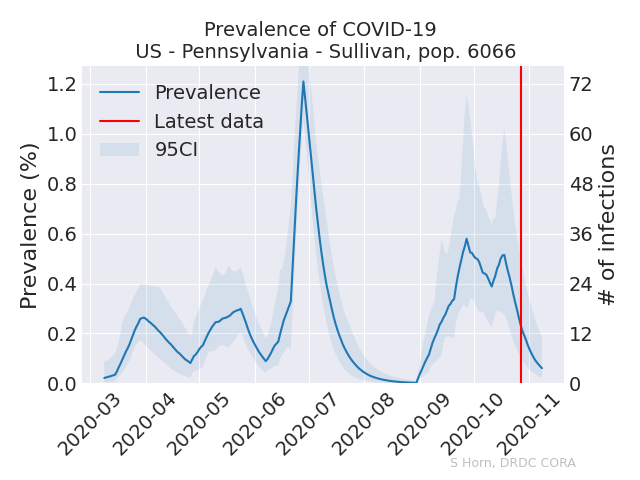 Prevalence of COVID-19
US - Pennsylvania - Sullivan, pop. 6066
Prevalence
Latest data
95CI
Prevalence (%)
1.2
1.0
0.8
0.6
0.4
0.2
0.0
# of infections
72
60
48
36
24
12
0
2020-03
2020-04
2020-05
2020-06
2020-07
2020-08
2020-09
2020-10
2020-11
S Horn, DRDC CORA